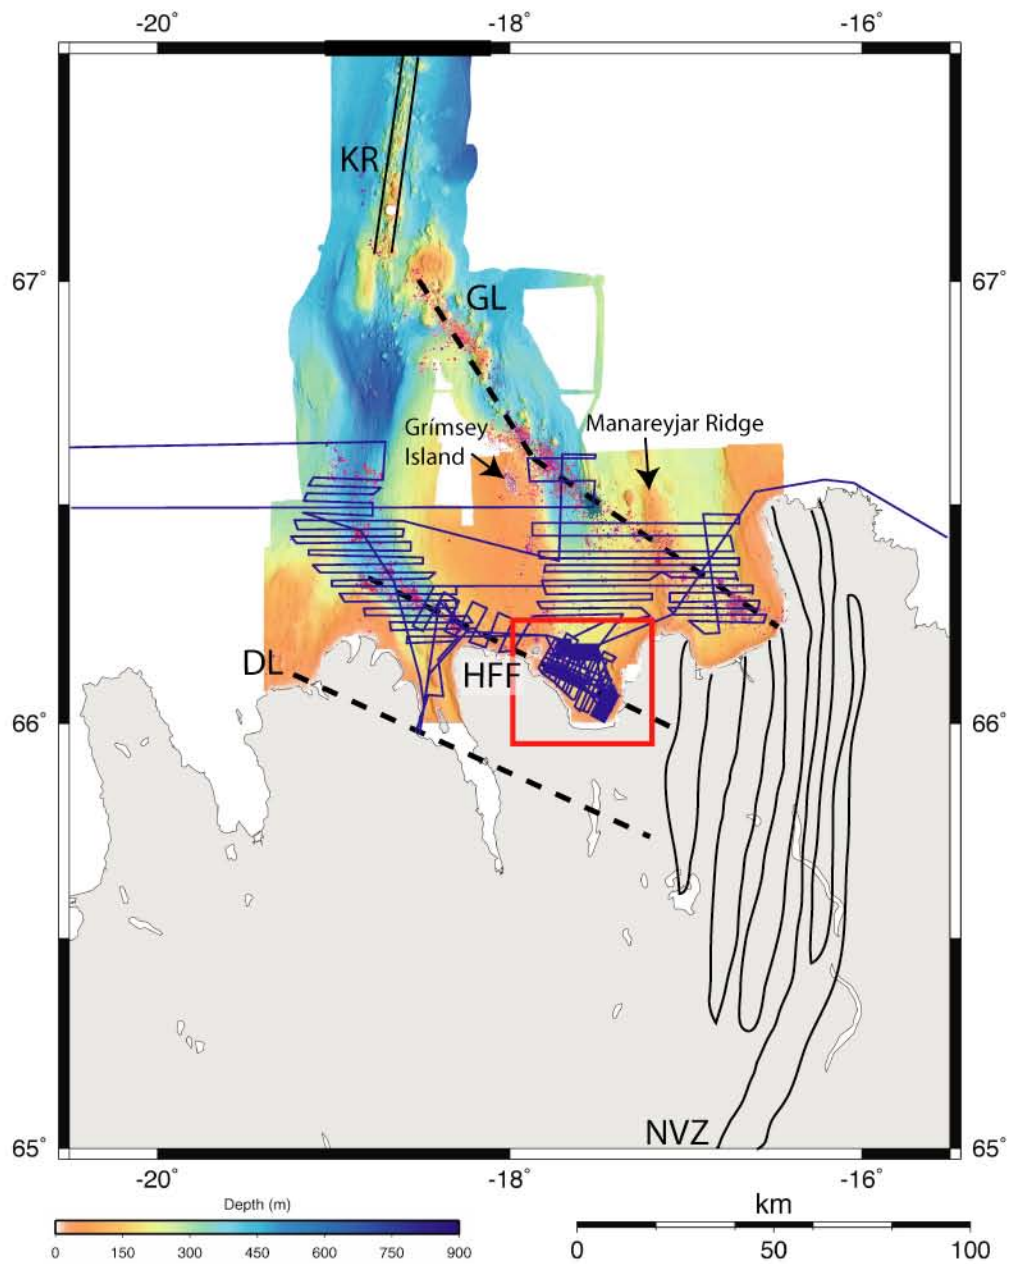 -20° -18° -16°
KR
67° 67°
GL
Grímsey
Island
Manareyjar Ridge
DL
HFF
66° 66°
NVZ
65° 65°
-20° -18° -16°
Depth (m)
0 150 300 450 600 750 900
km
0 50 100